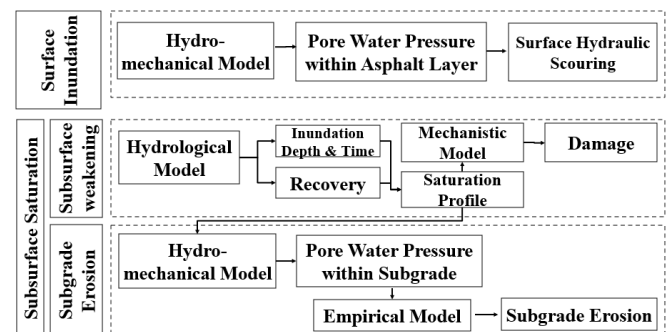 Surface
Inundation
Hydro-
mechanical Model
Pore Water Pressure
within Asphalt Layer
Surface Hydraulic
Scouring
Subsurface Saturation
Subsurface
weakening
Hydrological
Model
Inundation
Depth & Time
Recovery
Mechanistic
Model
Saturation
Profile
Damage
Subgrade
Erosion
Hydro-
mechanical Model
Pore Water Pressure
within Subgrade
Empirical Model
Subgrade Erosion